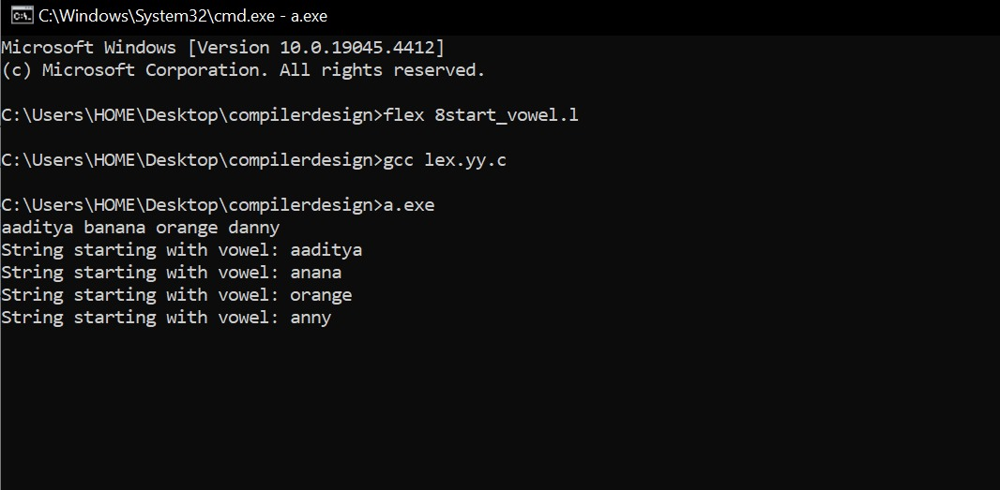 C:\Windows\System32\cmd.exe - a.exe
Microsoft Windows [Version 10.0.19045.4412]
(c) Microsoft Corporation. All rights reserved.
C:\Users\HOME\Desktop\compilerdesign>flex 8start_vowel.l
C:\Users\HOME\Desktop\compilerdesign>gcc lex.yy.c
C:\Users\HOME\Desktop\compilerdesign>a.exe
aaditya banana orange danny
String starting with vowel: aaditya
String starting with vowel: anana
String starting with vowel: orange
String starting with vowel: anny